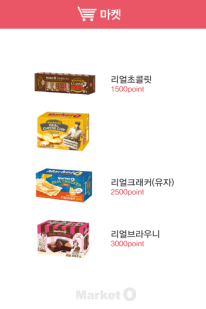 마켓
리얼초콜릿
1500point
리얼크래커(유자)
2500point
리얼브라우니
3000point
Market O